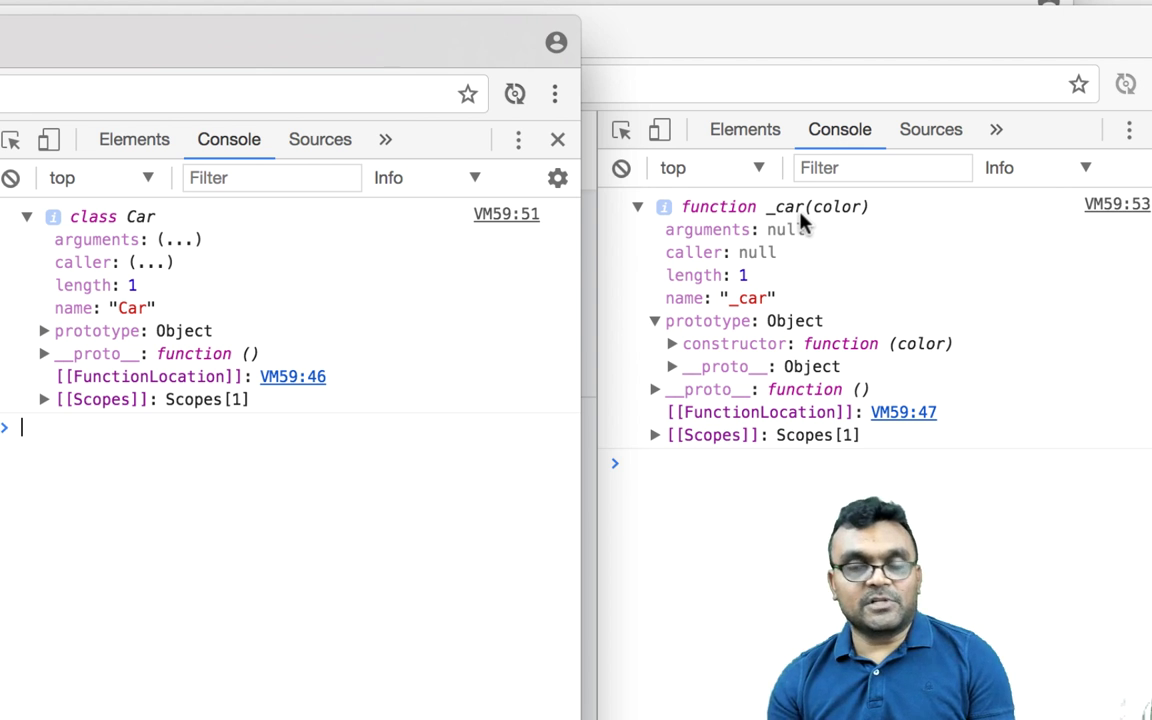 Elements Console Sources »
top Filter Info
class Car VM59:51
arguments: (...)
caller: (...)
length: 1
name: "Car"
prototype: Object
__proto__: function ()
[[FunctionLocation]]: VM59:46
[[Scopes]]: Scopes[1]
>
Elements Console Sources »
top Filter Info
function _car(color) VM59:53
arguments: null
caller: null
length: 1
name: "_car"
prototype: Object
constructor: function (color)
__proto__: Object
__proto__: function ()
[[FunctionLocation]]: VM59:47
[[Scopes]]: Scopes[1]
>